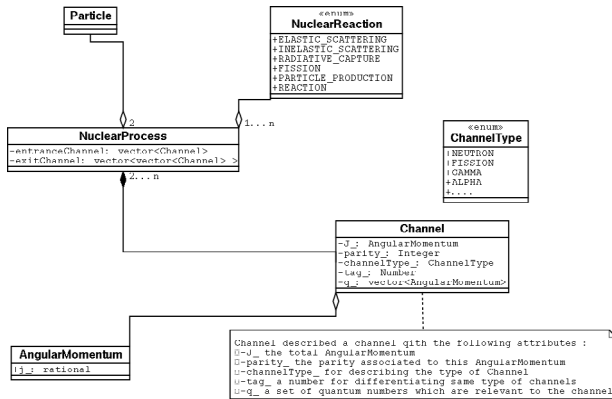 Particle
«enum»
NuclearReaction
+ELASTIC_SCATTERING
+INELASTIC_SCATTERING
+RADIATIVE_CAPTURE
+FISSION
+PARTICLE_PRODUCTION
+REACTION
2
1...n
NuclearProcess
-entranceChannel: vector<Channel>
-exitChannel: vector<vector<Channel> >
2...n
«enum»
ChannelType
+NEUTRON
+FISSION
+GAMMA
+ALPHA
+....
Channel
-J_: AngularMomentum
-parity_: Integer
-channelType_: ChannelType
-tag_: Number
-q_: vector<AngularMomentum>
AngularMomentum
+j_: rational
Channel described a channel qith the following attributes :
-J_ the total AngularMomentum
-parity_ the parity associated to this AngularMomentum
-channelType_ for describing the type of Channel
-tag_ a number for differentiating same type of channels
-q_ a set of quantum numbers which are relevant to the channel